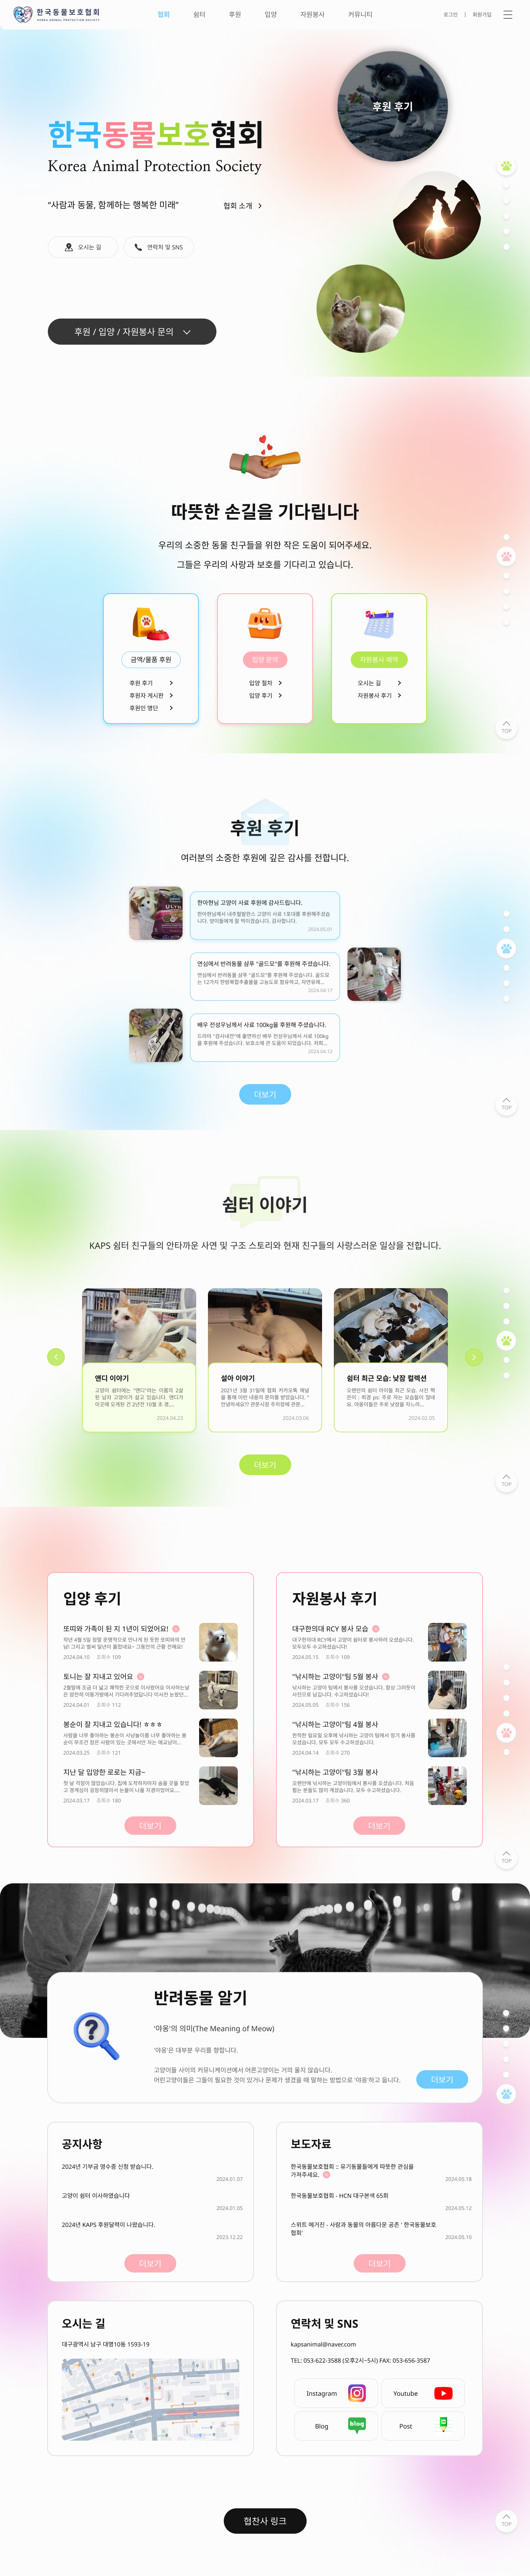 한국동물보호협회
KOREA ANIMAL PROTECTION SOCIETY
협회 쉼터 후원 입양 자원봉사 커뮤니티
로그인 | 회원가입
후원 후기
한국동물보호협회
Korea Animal Protection Society
“사람과 동물, 함께하는 행복한 미래”
협회 소개
오시는 길
연락처 및 SNS
후원 / 입양 / 자원봉사 문의
따뜻한 손길을 기다립니다
우리의 소중한 동물 친구들을 위한 작은 도움이 되어주세요.
그들은 우리의 사랑과 보호를 기다리고 있습니다.
금액/물품 후원
후원 후기
후원자 게시판
후원인 명단
입양 문의
입양 절차
입양 후기
자원봉사 예약
오시는 길
자원봉사 후기
TOP
후원 후기
여러분의 소중한 후원에 깊은 감사를 전합니다.
한아현님 고양이 사료 후원에 감사드립니다.
한아현님께서 내추럴발란스 고양이 사료 1포대를 후원해주셨습
니다. 냥이들에게 잘 먹이겠습니다. 감사합니다.
2024.05.01
연심에서 반려동물 샴푸 "골드모"를 후원해 주셨습니다.
연심에서 반려동물 샴푸 "골드모"를 후원해 주셨습니다. 골드모
는 12가지 한방복합추출물을 고농도로 함유하고, 자연유래...
2024.04.17
배우 전성우님께서 사료 100kg을 후원해 주셨습니다.
드라마 "검사내전"에 출연하신 배우 전성우님께서 사료 100kg
을 후원해 주셨습니다. 보호소에 큰 도움이 되었습니다. 저희...
2024.04.12
더보기
TOP
쉼터 이야기
KAPS 쉼터 친구들의 안타까운 사연 및 구조 스토리와 현재 친구들의 사랑스러운 일상을 전합니다.
앤디 이야기
고양이 쉼터에는 "앤디"라는 이름의 2살
된 남자 고양이가 살고 있습니다. 앤디가
이곳에 오게된 건 2년전 10월 초 경,...
2024.04.23
설아 이야기
2021년 3월 31일에 협회 카카오톡 채널
을 통해 이런 내용의 문의를 받았습니다. "
안녕하세요?? 관문시장 주차장에 관문...
2024.03.06
쉼터 최근 모습: 낮잠 컬렉션
오랜만의 쉼터 아이들 최근 모습. 사진 찍
은이 ; 희경 ps: 주로 자는 모습들이 많네
요. 야옹이들은 주로 낮잠을 자느라...
2024.02.05
더보기
TOP
입양 후기
또띠와 가족이 된 지 1년이 되었어요!
작년 4월 5일 정말 운명적으로 만나게 된 듯한 또띠와의 만
남! 그리고 벌써 일년이 흘렀네요~ 그동안의 근황 전해요!
2024.04.10 조회수 109
토니는 잘 지내고 있어요
2월말에 조금 더 넓고 쾌적한 곳으로 이사왔어요 이사하는날
은 얌전히 이동가방에서 기다려주었답니다 이사만 눈왔던...
2024.04.01 조회수 112
봉순이 잘 지내고 있습니다! ㅎㅎㅎ
사람을 너무 좋아하는 봉순이 사냥놀이를 너무 좋아하는 봉
순이 무조건 잠은 사람이 있는 곳에서만 자는 애교냥이...
2024.03.25 조회수 121
지난 달 입양한 로로는 지금~
첫 날 걱정이 많았습니다. 집에 도착하자마자 숨을 곳을 찾았
고 경계심이 굉장히많아서 눈물이 나올 지경이었어요....
2024.03.17 조회수 180
더보기
자원봉사 후기
대구한의대 RCY 봉사 모습
대구한의대 RCY에서 고양이 쉼터로 봉사하러 오셨습니다.
모두모두 수고하셨습니다!
2024.05.15 조회수 109
"낚시하는 고양이"팀 5월 봉사
낚시하는 고양이 팀에서 봉사를 오셨습니다. 항상 그러듯이
사진으로 남깁니다. 수고하셨습니다!
2024.05.05 조회수 156
"낚시하는 고양이"팀 4월 봉사
한적한 일요일 오후에 낚시하는 고양이 팀에서 정기 봉사를
오셨습니다. 모두 모두 수고하셨습니다.
2024.04.14 조회수 270
"낚시하는 고양이"팀 3월 봉사
오랜만에 낚시하는 고양이팀에서 봉사를 오셨습니다. 처음
뵙는 분들도 많이 계셨습니다. 모두 수고하셨습니다.
2024.03.17 조회수 360
더보기
TOP
반려동물 알기
'야옹'의 의미(The Meaning of Meow)
'야옹'은 대부분 우리를 향합니다.
고양이들 사이의 커뮤니케이션에서 어른고양이는 거의 울지 않습니다.
어린고양이들은 그들이 필요한 것이 있거나 문제가 생겼을 때 말하는 방법으로 '야옹'하고 웁니다.
더보기
공지사항
2024년 기부금 영수증 신청 받습니다.
2024.01.07
고양이 쉼터 이사하였습니다
2024.01.05
2024년 KAPS 후원달력이 나왔습니다.
2023.12.22
더보기
보도자료
한국동물보호협회 :: 유기동물들에게 따뜻한 관심을
가져주세요.
2024.05.18
한국동물보호협회 - HCN 대구본색 65회
2024.05.12
스위트 메거진 - 사람과 동물의 아름다운 공존 ' 한국동물보호
협회'
2024.05.10
더보기
오시는 길
대구광역시 남구 대명10동 1593-19
연락처 및 SNS
kapsanimal@naver.com
TEL: 053-622-3588 (오후2시~5시) FAX: 053-656-3587
Instagram
Youtube
Blog
blog
Post
협찬사 링크
TOP